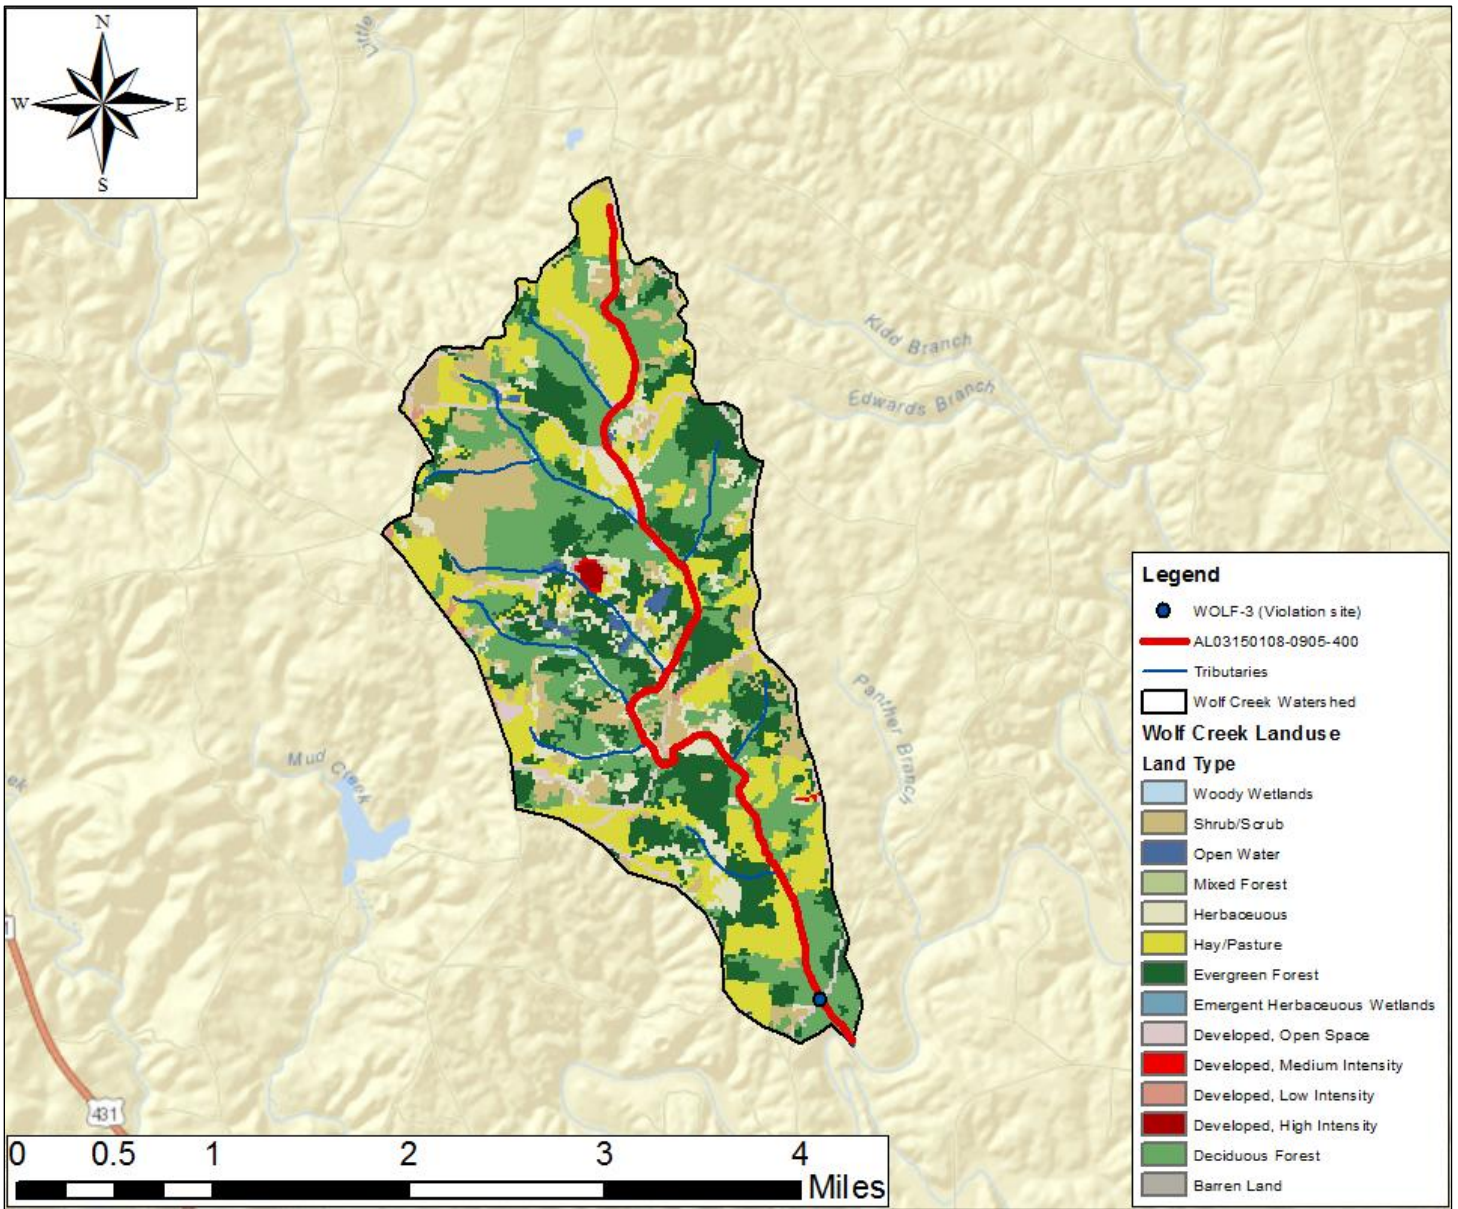 N
W E
S
Little
Kidd Branch
Edwards Branch
Panther Branch
Mud Creek
ek
1
431
0 0.5 1 2 3 4
Miles
Legend
WOLF-3 (Violation site)
AL03150108-0905-400
Tributaries
Wolf Creek Watershed
Wolf Creek Landuse
Land Type
Woody Wetlands
Shrub/Scrub
Open Water
Mixed Forest
Herbaceuous
Hay/Pasture
Evergreen Forest
Emergent Herbaceuous Wetlands
Developed, Open Space
Developed, Medium Intensity
Developed, Low Intensity
Developed, High Intensity
Deciduous Forest
Barren Land